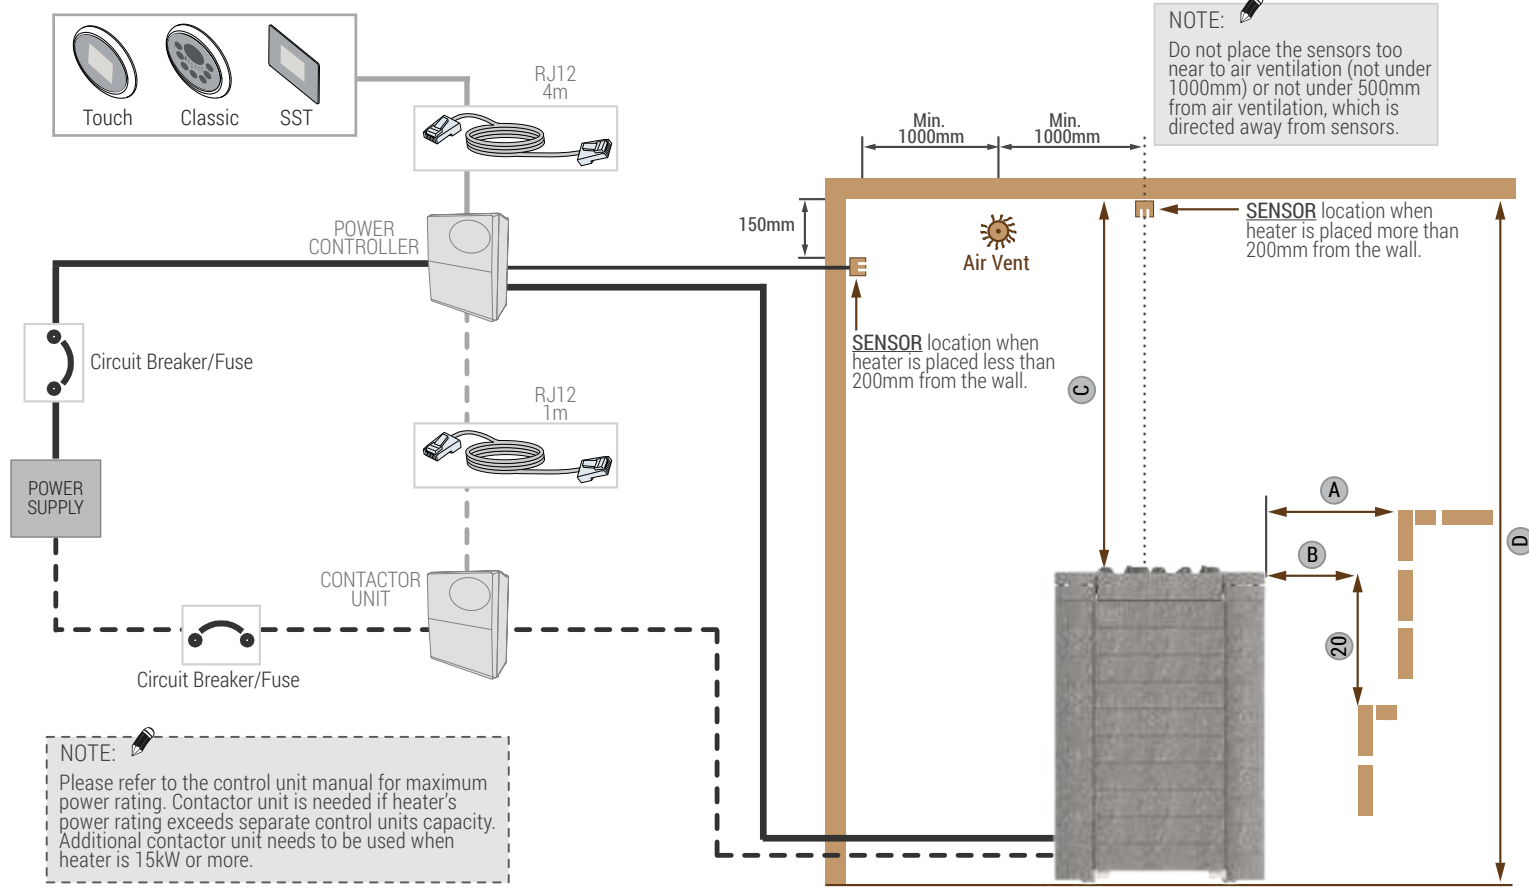 Touch
Classic
SST
RJ12
4m
NOTE:
Do not place the sensors too
near to air ventilation (not under
1000mm) or not under 500mm
from air ventilation, which is
directed away from sensors.
Min.
1000mm
Min.
1000mm
150mm
POWER
CONTROLLER
Air Vent
SENSOR location when
heater is placed more than
200mm from the wall.
SENSOR location when
heater is placed less than
200mm from the wall.
Circuit Breaker/Fuse
RJ12
1m
C
POWER
SUPPLY
A
B
D
20
CONTACTOR
UNIT
Circuit Breaker/Fuse
NOTE:
Please refer to the control unit manual for maximum
power rating. Contactor unit is needed if heater's
power rating exceeds separate control units capacity.
Additional contactor unit needs to be used when
heater is 15kW or more.